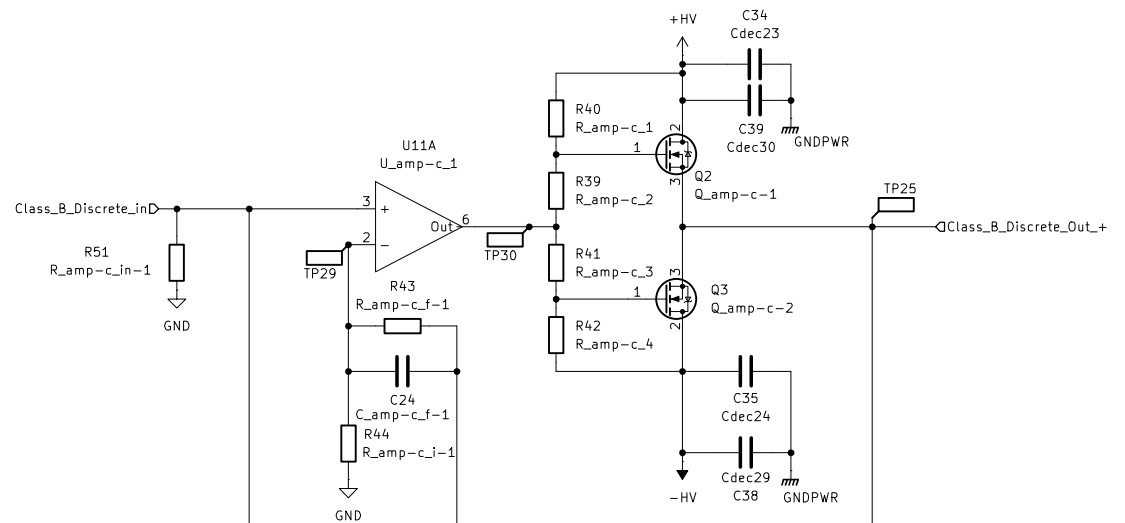 +HV
C34
Cdec23
C39
Cdec30
GNDPWR
R40
R_amp-c_1
2
1
3
Q2
Q_amp-c-1
R39
R_amp-c_2
U11A
U_amp-c_1
Class_B_Discrete_in
3
+
2
−
Out
6
TP29
TP30
TP25
Class_B_Discrete_Out_+
R51
R_amp-c_in-1
GND
R41
R_amp-c_3
1
3
2
Q3
Q_amp-c-2
R43
R_amp-c_f-1
R42
R_amp-c_4
C24
C_amp-c_f-1
R44
R_amp-c_i-1
GND
C35
Cdec24
Cdec29
C38
-HV
GNDPWR